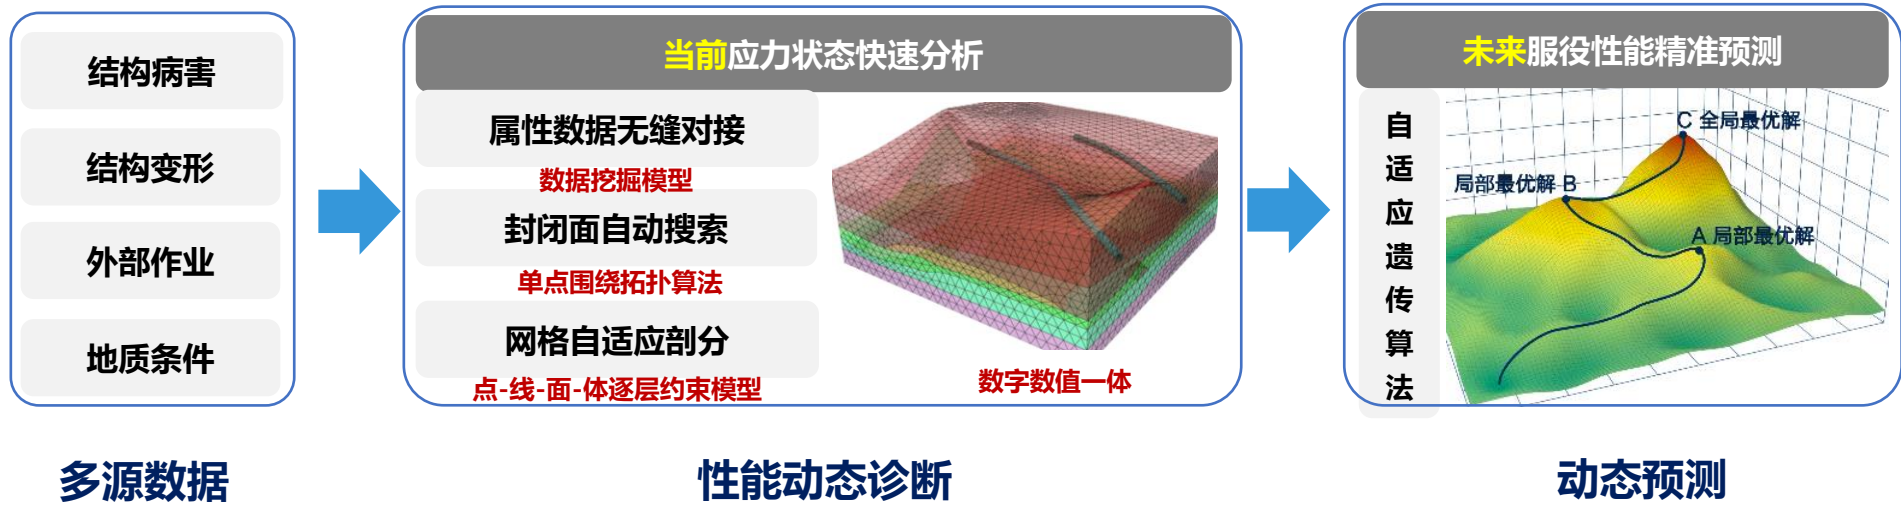 结构病害
结构变形
外部作业
地质条件
多源数据
当前应力状态快速分析
属性数据无缝对接
数据挖掘模型
封闭面自动搜索
单点围绕拓扑算法
网格自适应剖分
点-线-面-体逐层约束模型
数字数值一体
性能动态诊断
未来服役性能精准预测
自适应遗传算法
C 全局最优解
局部最优解 B
A 局部最优解
动态预测